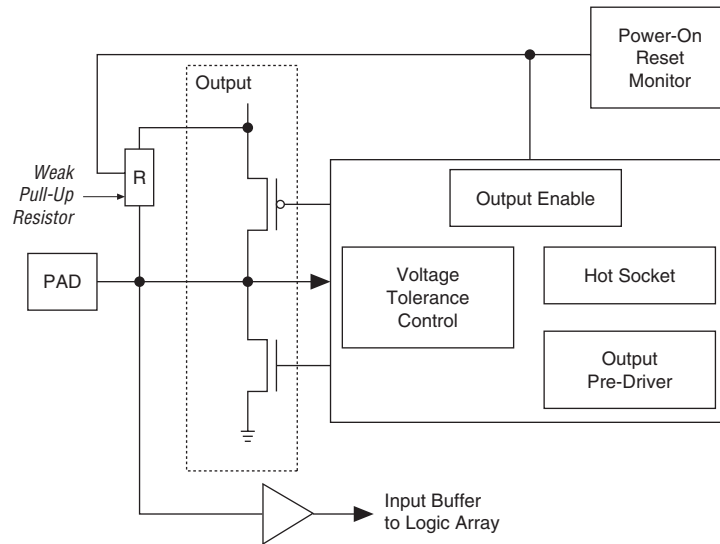 Power-On
Reset
Monitor
Output
Weak
Pull-Up
Resistor
R
Output Enable
PAD
Voltage
Tolerance
Control
Hot Socket
Output
Pre-Driver
Input Buffer
to Logic Array